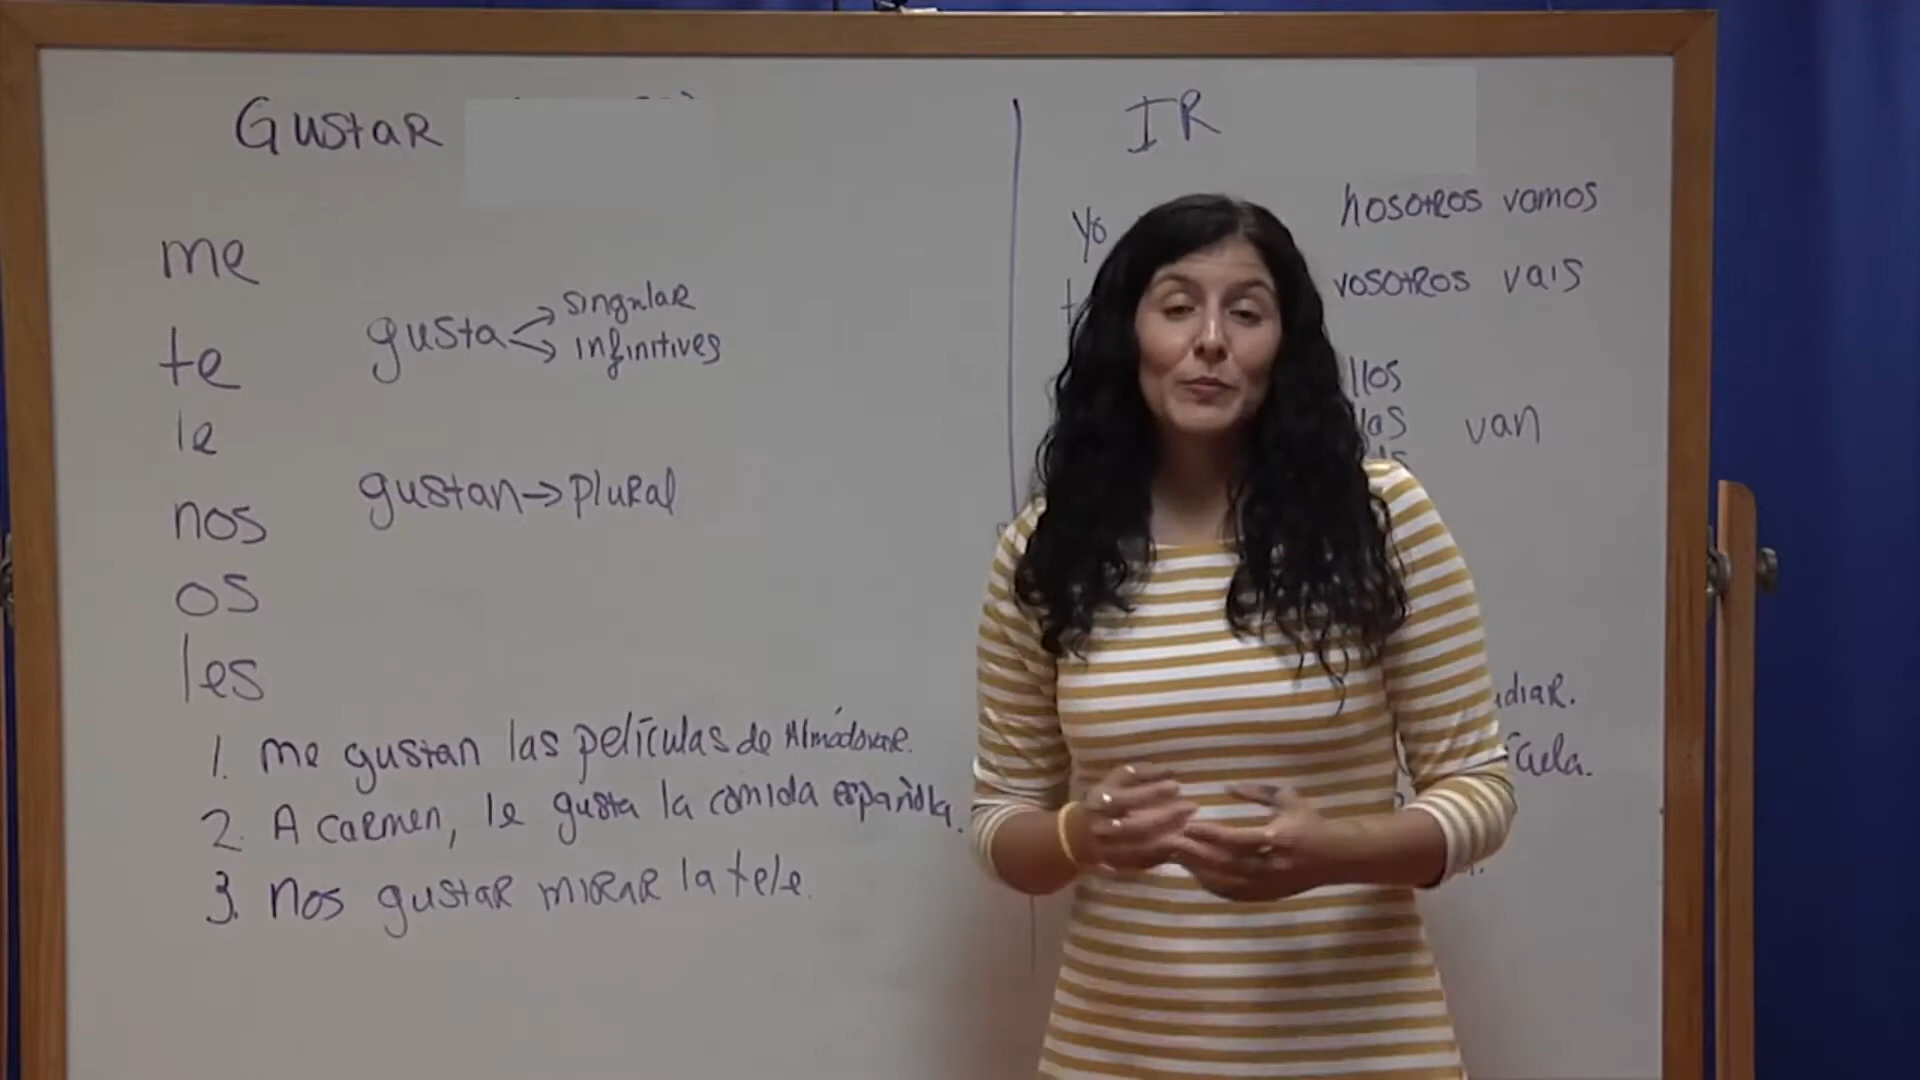 Gustar
me
te
le
nos
os
les
gusta
singular
infinitives
gustan → plural
1. me gustan las películas de Almódovar.
2. A carmen, le gusta la comida española.
3. nos gustar mirar la tele.
IR
yo
nosotros vamos
vosotros vais
llos
las van